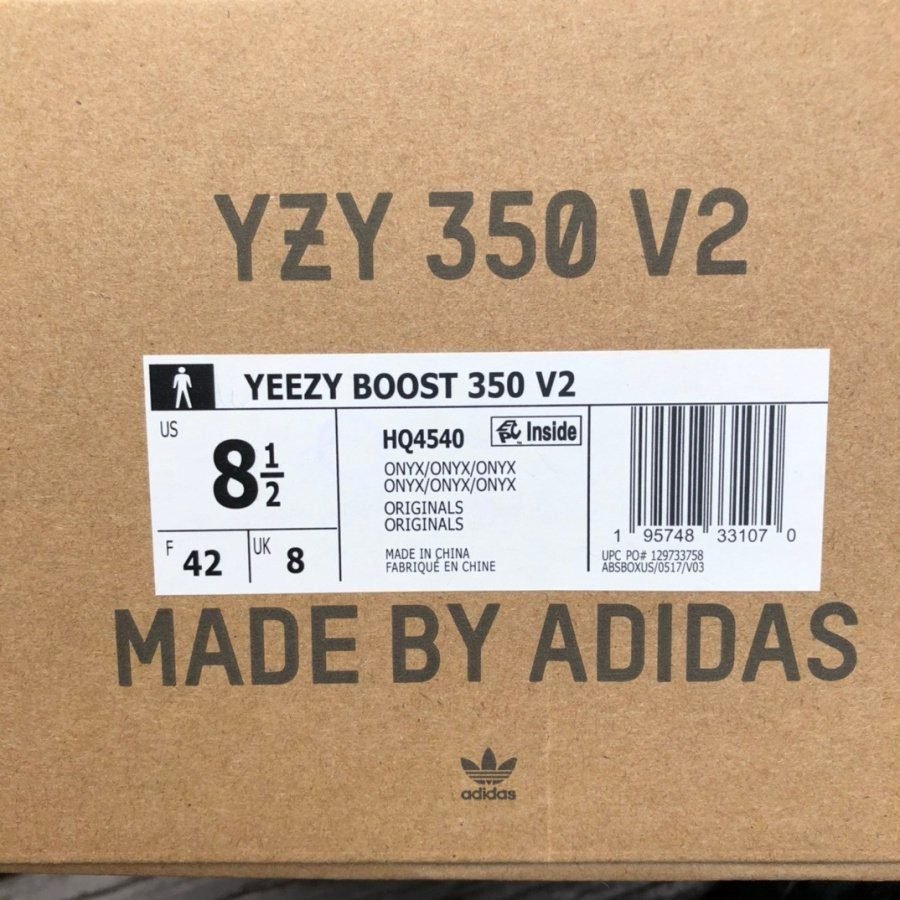 YZY 350 V2
YEEZY BOOST 350 V2
US
8 1/2
F 42
UK 8
HQ4540
Inside
ONYX/ONYX/ONYX
ONYX/ONYX/ONYX
ORIGINALS
ORIGINALS
MADE IN CHINA
FABRIQUÉ EN CHINE
1 95748 33107 0
UPC PO# 129733758
ABSBOXUS/0517/V03
MADE BY ADIDAS
adidas